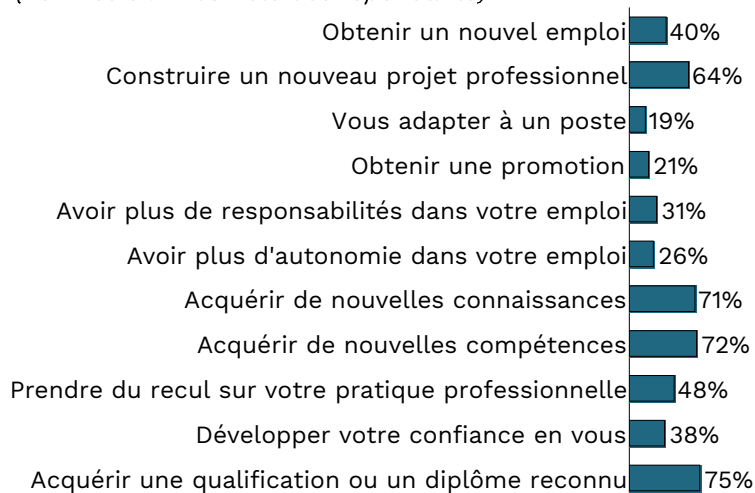 Obtenir un nouvel emploi 40%
Construire un nouveau projet professionnel 64%
Vous adapter à un poste 19%
Obtenir une promotion 21%
Avoir plus de responsabilités dans votre emploi 31%
Avoir plus d'autonomie dans votre emploi 26%
Acquérir de nouvelles connaissances 71%
Acquérir de nouvelles compétences 72%
Prendre du recul sur votre pratique professionnelle 48%
Développer votre confiance en vous 38%
Acquérir une qualification ou un diplôme reconnu 75%